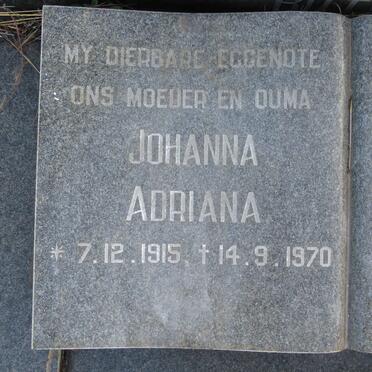 MY DIERBARE EGGENOTE
ONS MOEDER EN OUMA
JOHANNA
ADRIANA
* 7.12.1915. † 14.9.1970